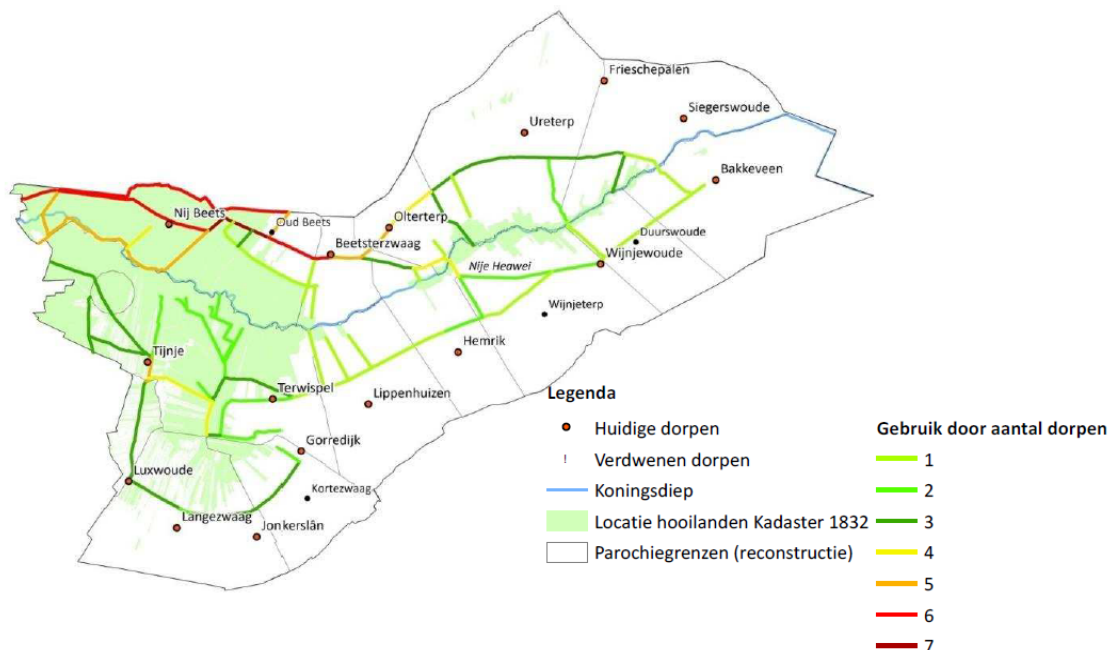 Frieschepalen
Siegerswoude
Ureterp
Bakkeveen
Nij Beets
Oud Beets
Olterterp
Duurswoude
Beetsterzwaag
Nije Heawei
Wijnjewoude
Wijnjeterp
Tijnje
Hemrik
Terwispel
Lippenhuizen
Gorredijk
Luxwoude
Kortezwaag
Langezwaag
Jonkerslân
Legenda
Huidige dorpen
! Verdwenen dorpen
Koningsdiep
Locatie hooilanden Kadaster 1832
Parochiegrenzen (reconstructie)
Gebruik door aantal dorpen
1
2
3
4
5
6
7